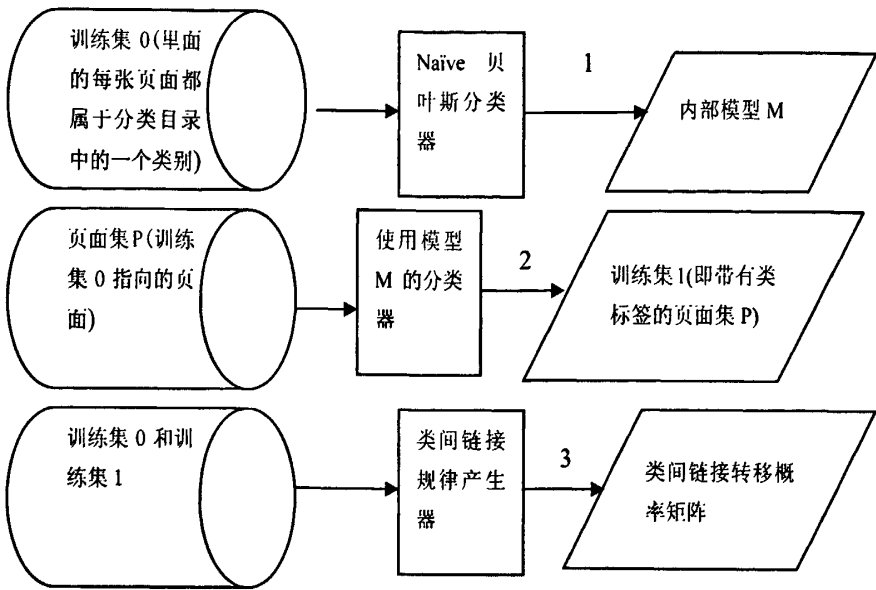 训练集 0(里面
的每张页面都
属于分类目录
中的一个类别)
Naïve 贝
叶斯分类
器
1
内部模型 M
页面集 P(训练
集 0 指向的页
面)
使用模型
M 的分类
器
2
训练集 1(即带有类
标签的页面集 P)
训练集 0 和训
练集 1
类间链接
规律产生
器
3
类间链接转移概
率矩阵